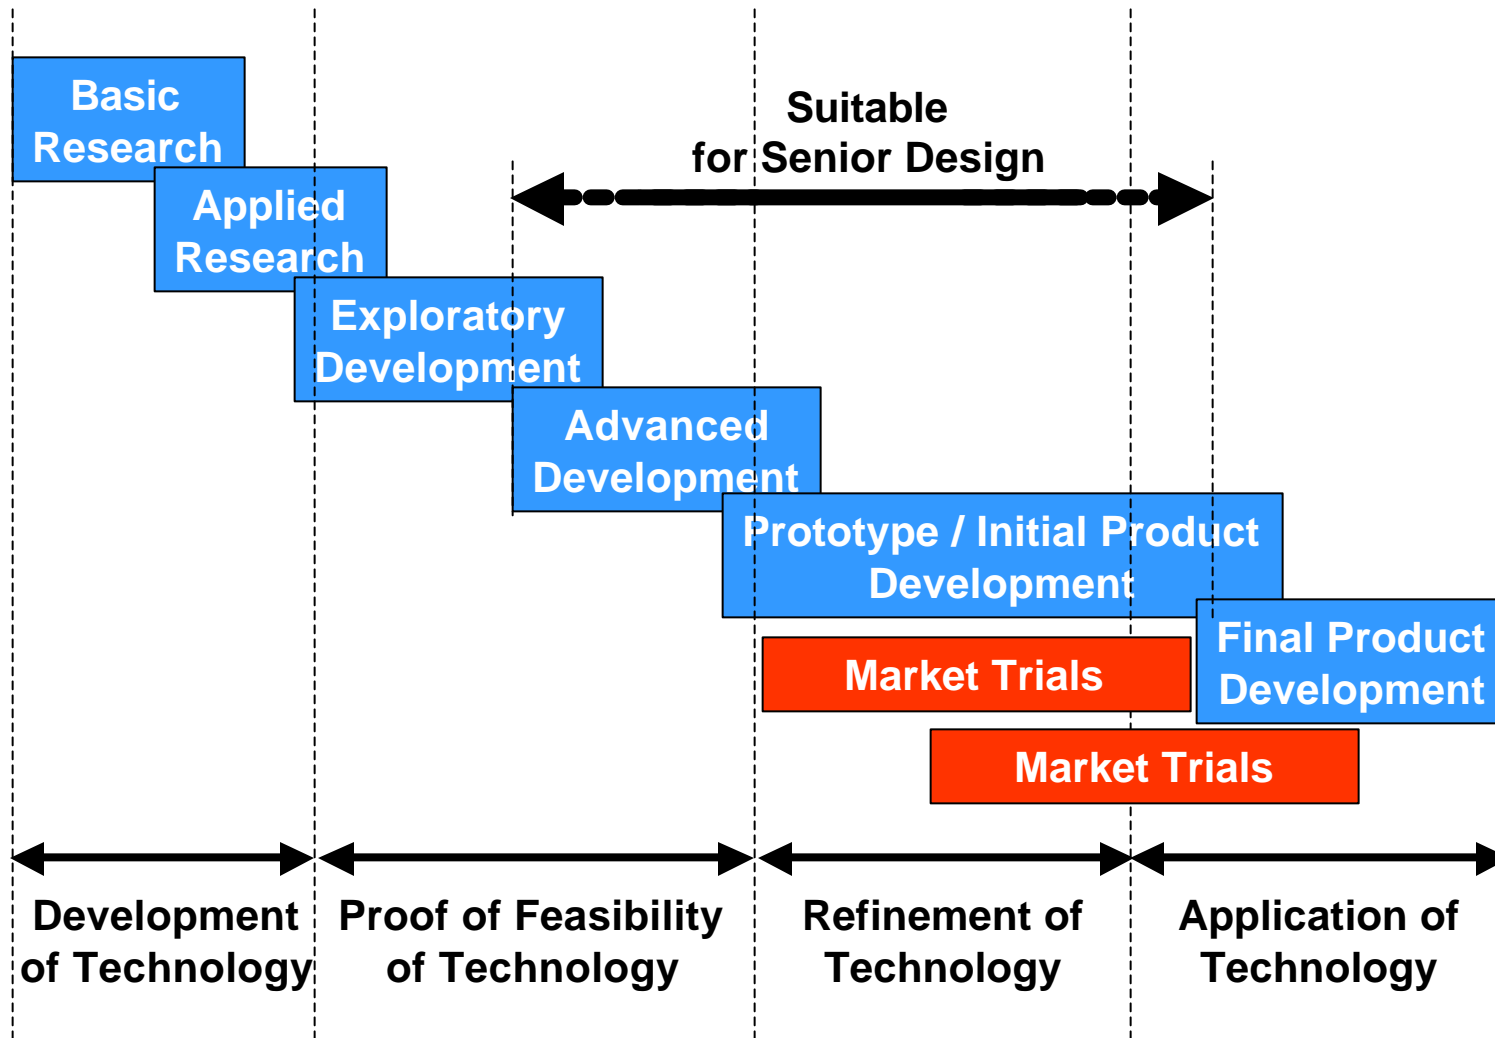 Basic
Research
Suitable
for Senior Design
Applied
Research
Exploratory
Development
Advanced
Development
Prototype / Initial Product
Development
Final Product
Development
Market Trials
Market Trials
Development
of Technology
Proof of Feasibility
of Technology
Refinement of
Technology
Application of
Technology